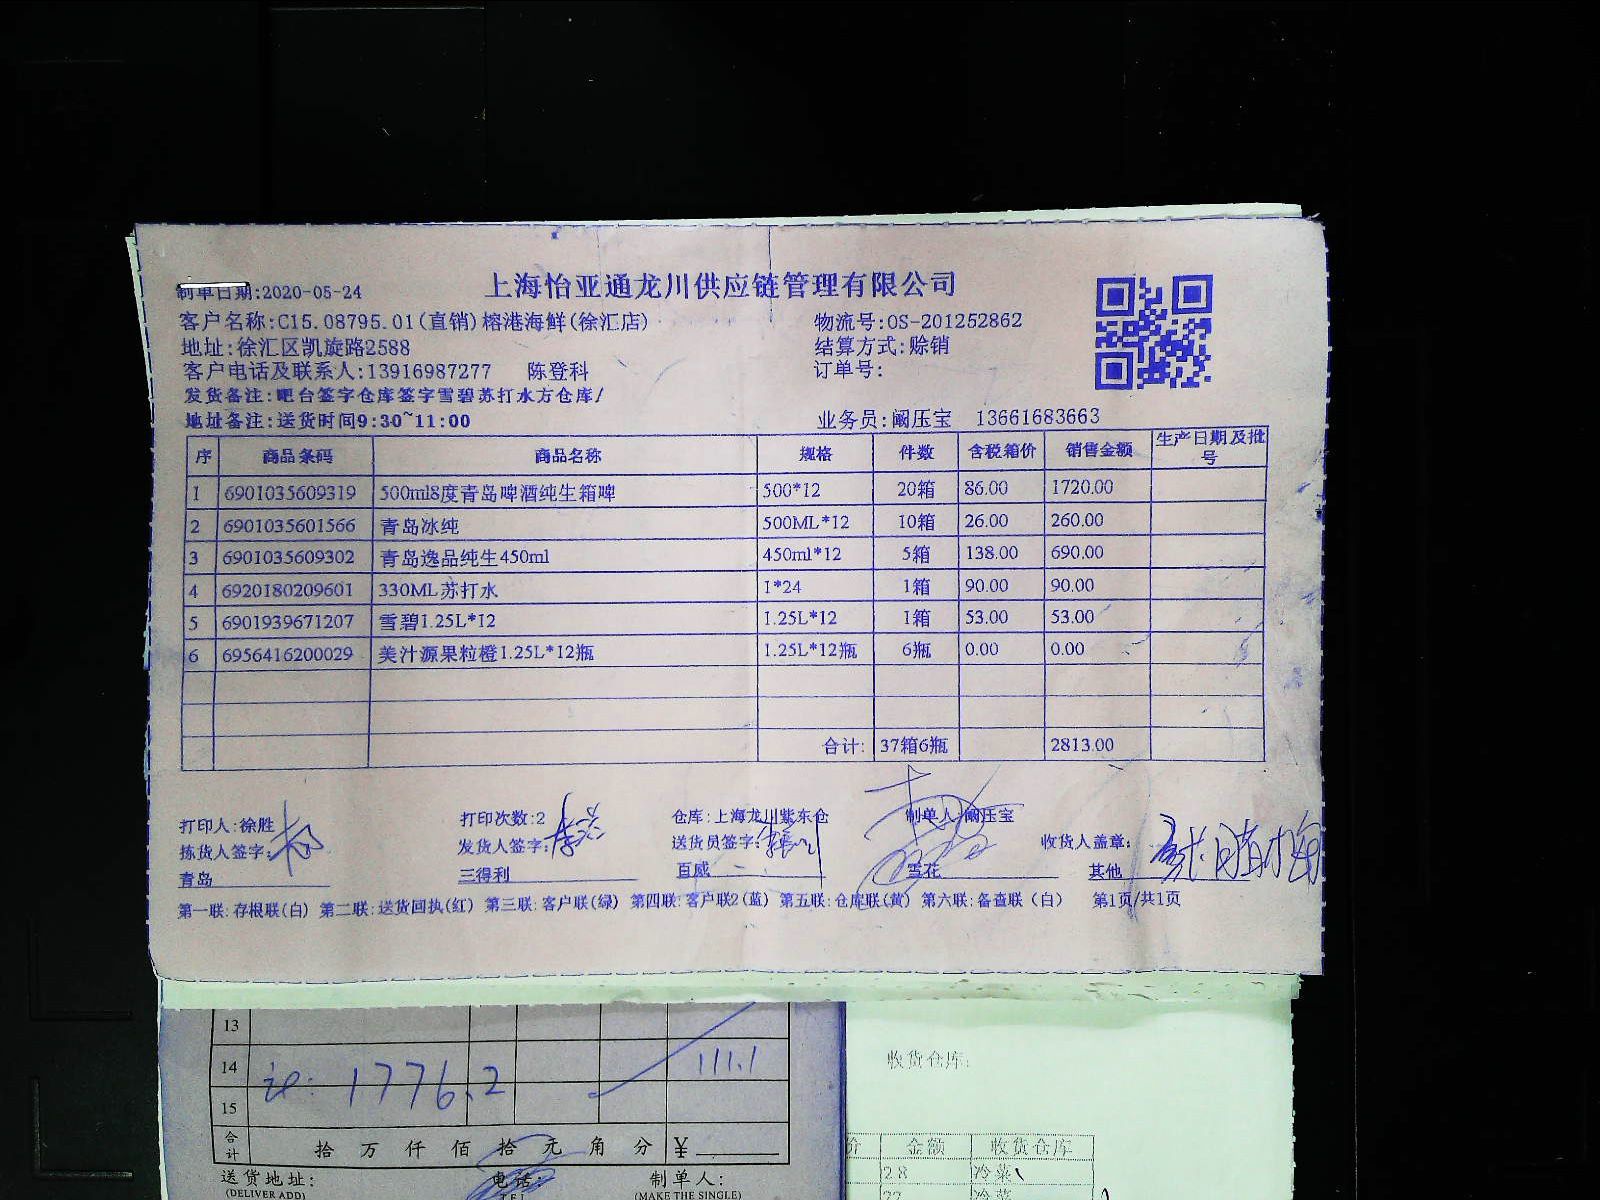 上海怡亚通龙川供应链管理有限公司
制单日期:2020-05-24
客户名称:C15.08795.01(直销)榕港海鲜(徐汇店) 物流号:OS-201252862
地址:徐汇区凯旋路2588 结算方式:赊销
客户电话及联系人:13916987277 陈登科 订单号:
发货备注:吧台签字仓库签字雪碧苏打水方仓库/
地址备注:送货时间9:30~11:00 业务员:阚压宝 13661683663
序 商品条码 商品名称 规格 件数 含税箱价 销售金额 生产日期及批号
1 6901035609319 500ml8度青岛啤酒纯生箱啤 500*12 20箱 86.00 1720.00
2 6901035601566 青岛冰纯 500ML*12 10箱 26.00 260.00
3 6901035609302 青岛逸品纯生450ml 450ml*12 5箱 138.00 690.00
4 6920180209601 330ML苏打水 1*24 1箱 90.00 90.00
5 6901939671207 雪碧1.25L*12 1.25L*12 1箱 53.00 53.00
6 6956416200029 美汁源果粒橙1.25L*12瓶 1.25L*12瓶 6瓶 0.00 0.00
合计: 37箱6瓶 2813.00
打印人:徐胜 打印次数:2 仓库:上海龙川紫东仓 制单人:阚压宝
拣货人签字: 发货人签字: 送货员签字: 收货人盖章:
青岛 三得利 百威 雪花 其他
第一联:存根联(白) 第二联:送货回执(红) 第三联:客户联(绿) 第四联:客户联2(蓝) 第五联:仓库联(黄) 第六联:备查联(白) 第1页/共1页
13
14 1776.2 111.1
15
合计 拾 万 仟 佰 拾 元 角 分 ¥
送货地址: 电话: 制单人:
(DELIVER ADD) TEL (MAKE THE SINGLE)
收货仓库:
价 金额 收货仓库
28 冷菜
冷菜